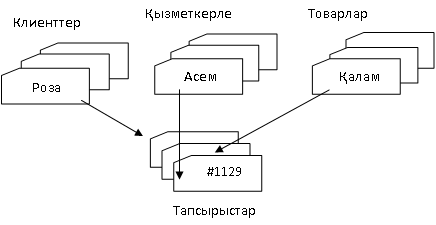 Клиенттер
Қызметкерле
Товарлар
Роза
Асем
Қалам
#1129
Тапсырыстар